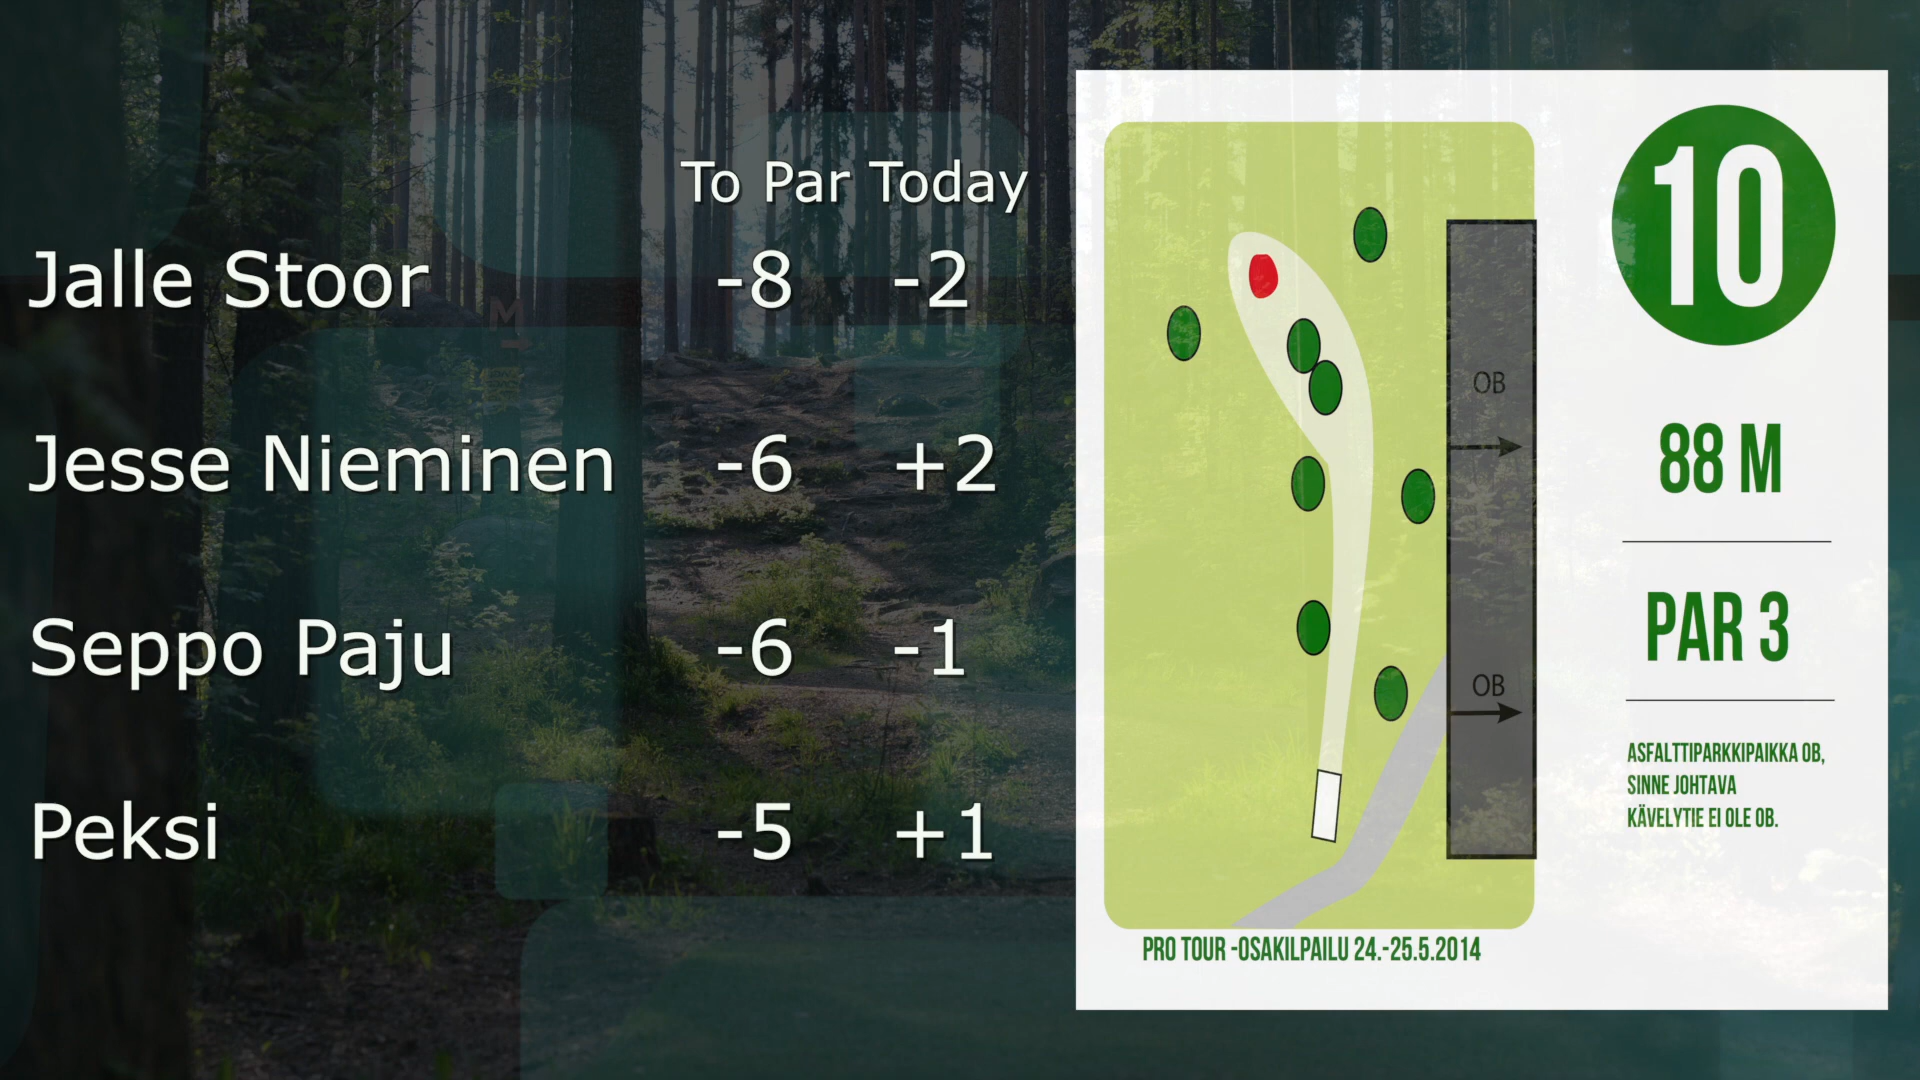 To Par Today
Jalle Stoor -8 -2
Jesse Nieminen -6 +2
Seppo Paju -6 -1
Peksi -5 +1
10
OB
88 M
PAR 3
OB
ASFALTTIPARKKIPAIKKA OB,
SINNE JOHTAVA
KÄVELYTIE EI OLE OB.
PRO TOUR -OSAKILPAILU 24.-25.5.2014